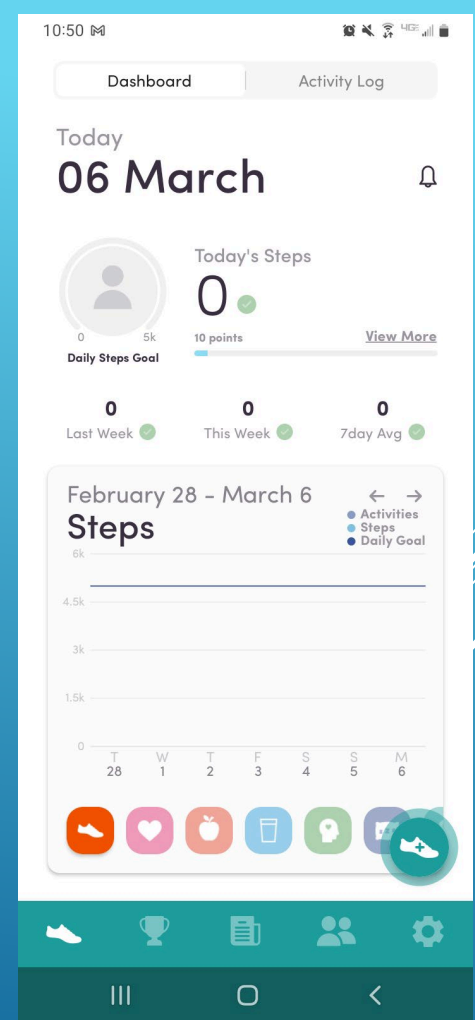 10:50
4GE
Dashboard
Activity Log
Today
06 March
Today's Steps
0
0 5k
10 points
View More
Daily Steps Goal
0 0 0
Last Week This Week 7day Avg
February 28 - March 6
Steps
Activities
Steps
Daily Goal
6k
4.5k
3k
1.5k
0
T W T F S S M
28 1 2 3 4 5 6